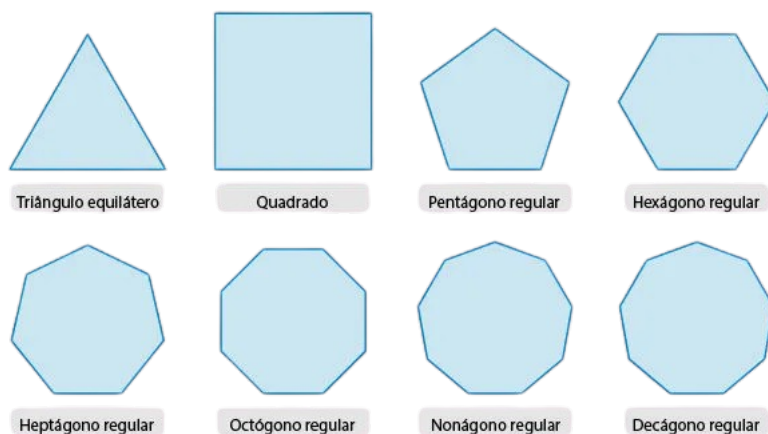 Triângulo equilátero
Quadrado
Pentágono regular
Hexágono regular
Heptágono regular
Octógono regular
Nonágono regular
Decágono regular